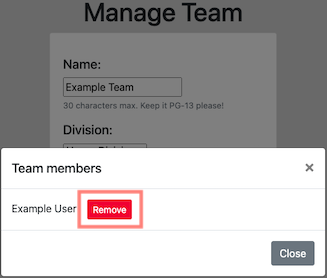 Manage Team
Name:
Example Team
30 characters max. Keep it PG-13 please!
Division:
Team members ×
Example User Remove
Close